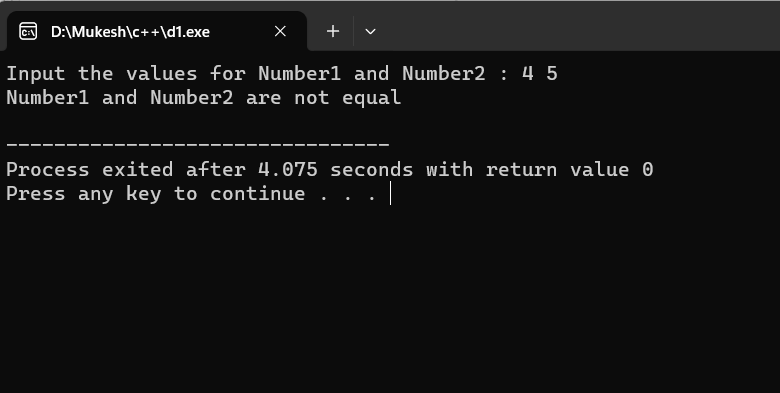 D:\Mukesh\c++\d1.exe
Input the values for Number1 and Number2 : 4 5
Number1 and Number2 are not equal
--------------------------------
Process exited after 4.075 seconds with return value 0
Press any key to continue . . .